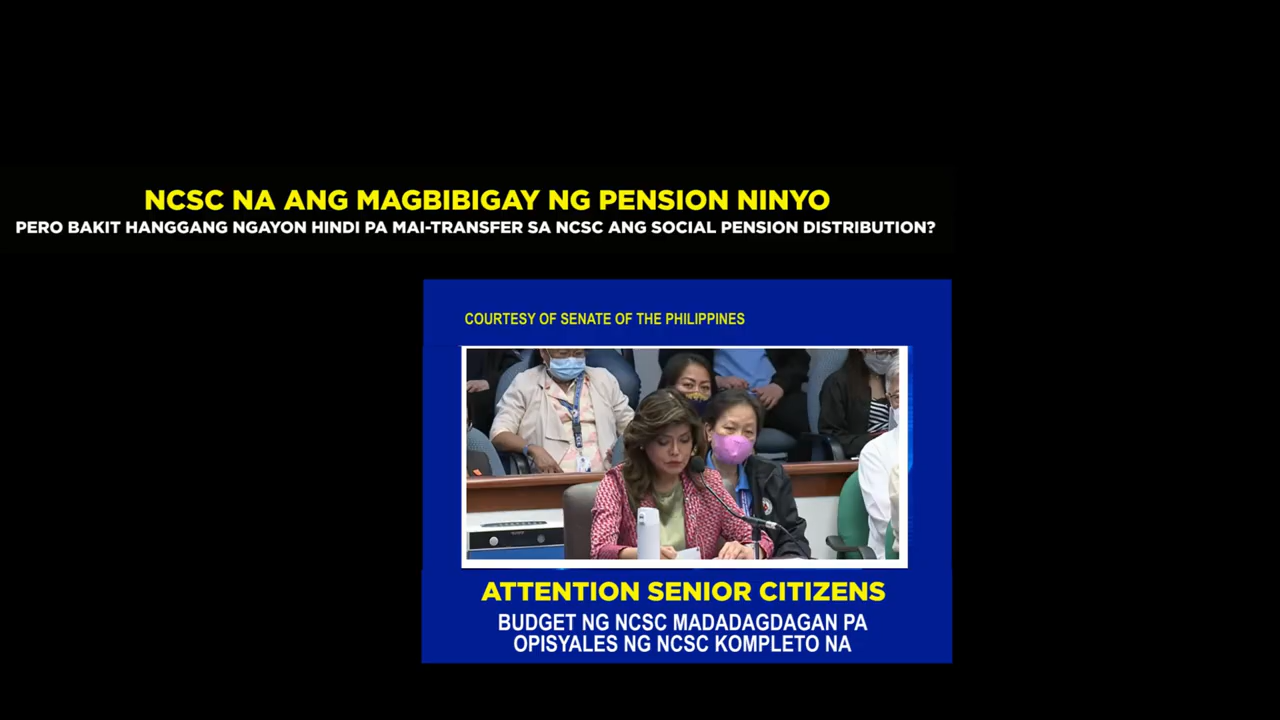 NCSC NA ANG MAGBIBIGAY NG PENSION NINYO
PERO BAKIT HANGGANG NGAYON HINDI PA MAI-TRANSFER SA NCSC ANG SOCIAL PENSION DISTRIBUTION?
COURTESY OF SENATE OF THE PHILIPPINES
ATTENTION SENIOR CITIZENS
BUDGET NG NCSC MADADAGDAGAN PA
OPISYALES NG NCSC KOMPLETO NA